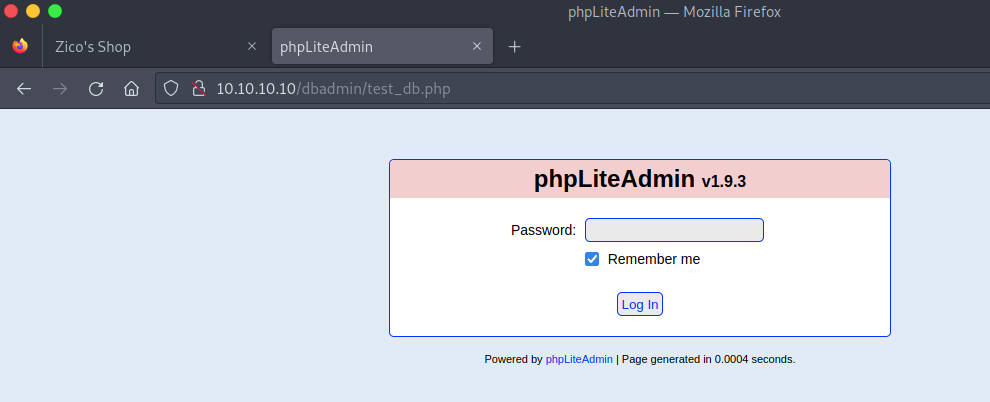 phpLiteAdmin — Mozilla Firefox
Zico's Shop
phpLiteAdmin
10.10.10.10/dbadmin/test_db.php
phpLiteAdmin v1.9.3
Password:
Remember me
Log In
Powered by phpLiteAdmin | Page generated in 0.0004 seconds.